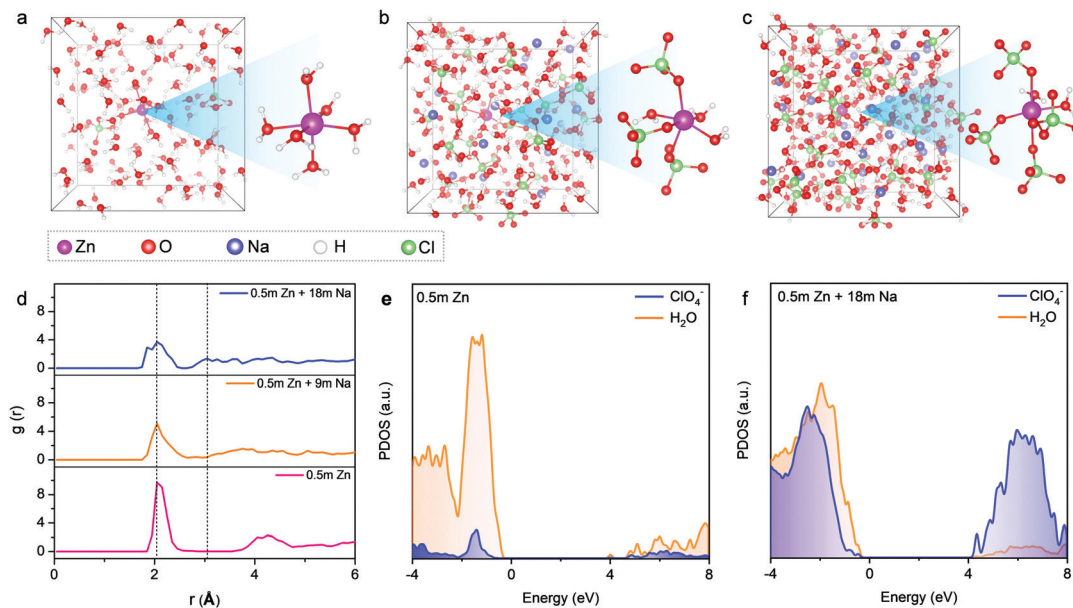 a
b
c
Zn O Na H Cl
d
0.5m Zn + 18m Na
8
4
0
0.5m Zn + 9m Na
8
4
0
0.5m Zn
8
4
0
g (r)
0 2 4 6
r (Å)
e
0.5m Zn
ClO₄⁻
H₂O
PDOS (a.u.)
-4 0 4 8
Energy (eV)
f
0.5m Zn + 18m Na
ClO₄⁻
H₂O
PDOS (a.u.)
-4 0 4 8
Energy (eV)